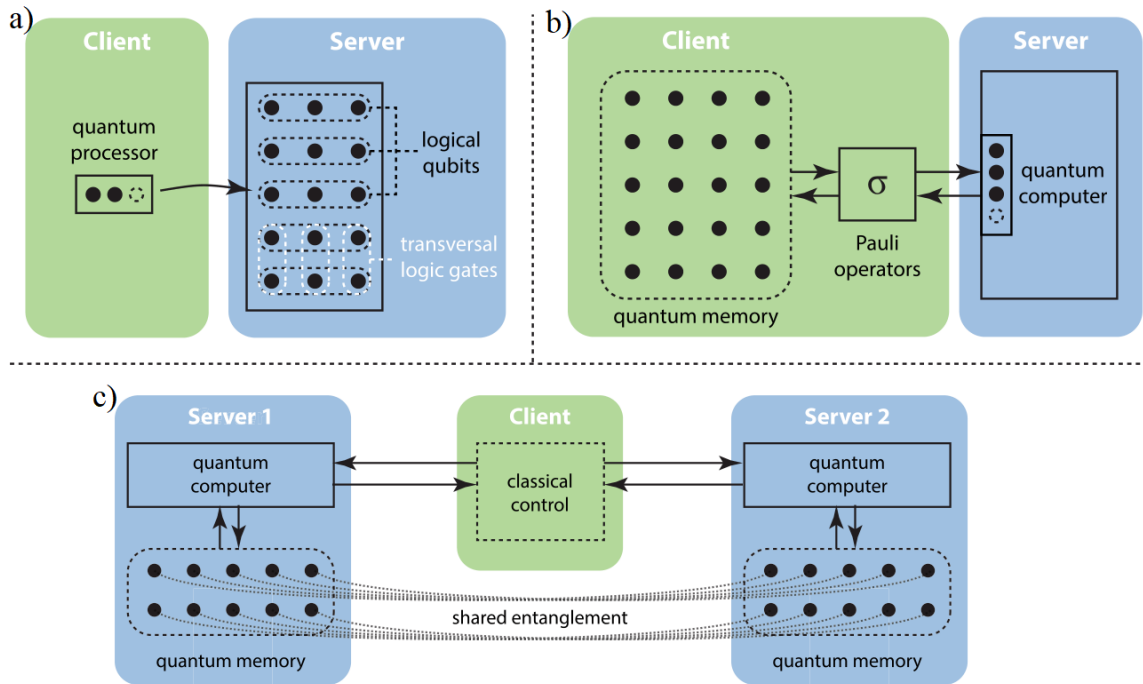 a)
Client
Server
quantum
processor
logical
qubits
transversal
logic gates
b)
Client
Server
σ
quantum
computer
Pauli
operators
quantum memory
c)
Server 1
Client
Server 2
quantum
computer
classical
control
quantum
computer
shared entanglement
quantum memory
quantum memory